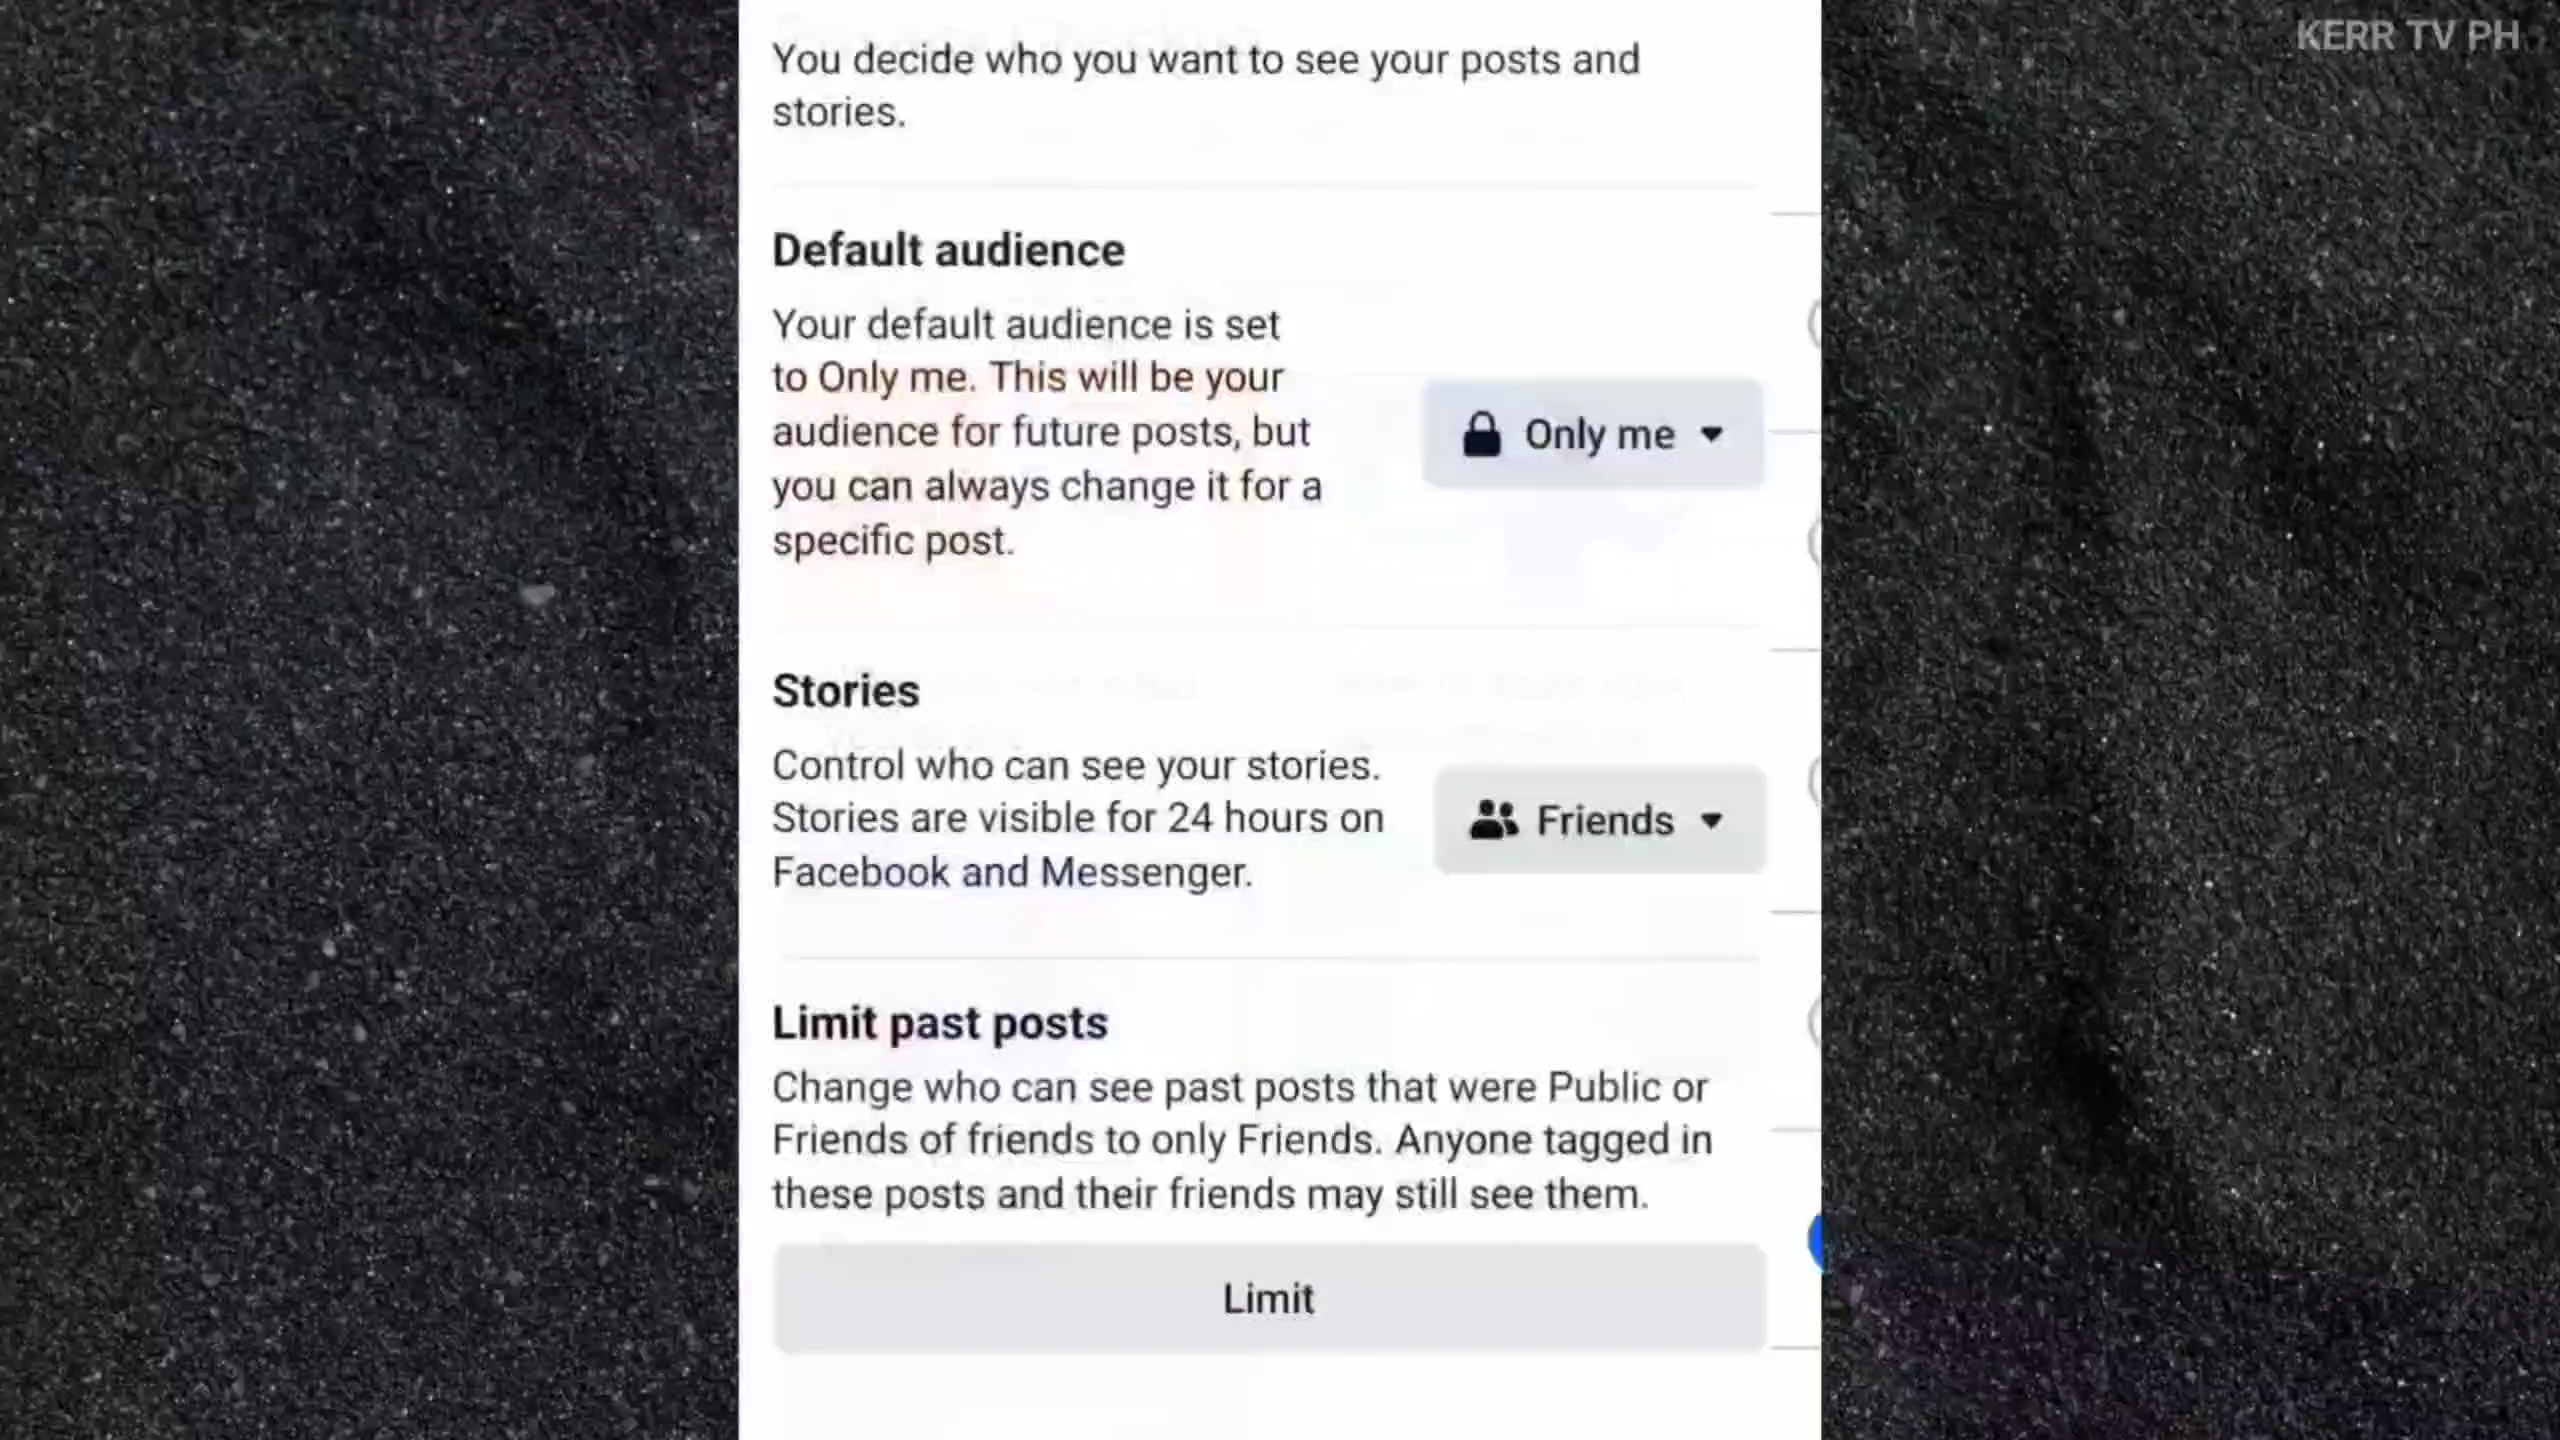 KERR TV PH
You decide who you want to see your posts and
stories.
Default audience
Your default audience is set
to Only me. This will be your
audience for future posts, but
you can always change it for a
specific post.
Only me
Stories
Control who can see your stories.
Stories are visible for 24 hours on
Facebook and Messenger.
Friends
Limit past posts
Change who can see past posts that were Public or
Friends of friends to only Friends. Anyone tagged in
these posts and their friends may still see them.
Limit